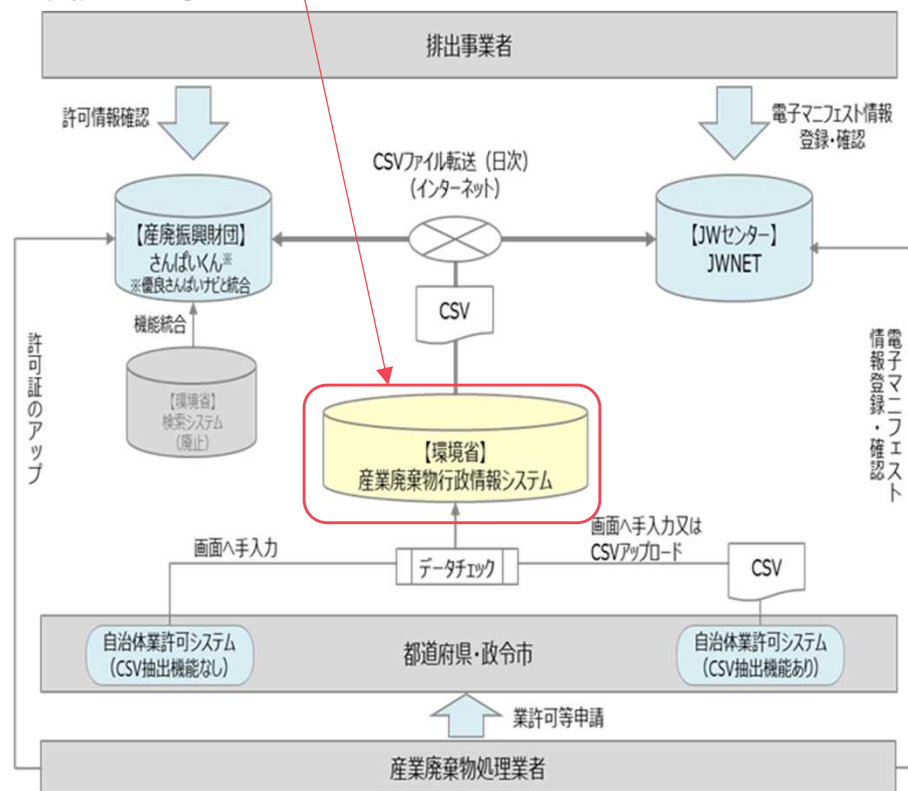 排出事業者
許可情報確認
電子マニフェスト情報
登録・確認
CSVファイル転送（日次）
（インターネット）
【産廃振興財団】
さんぱいくん※
※優良さんぱいナビと統合
【JWセンター】
JWNET
CSV
機能統合
【環境省】
検索システム
（廃止）
許可証のアップ
電子マニフェスト
情報登録・確認
【環境省】
産業廃棄物行政情報システム
画面へ手入力
画面へ手入力又は
CSVアップロード
データチェック
CSV
自治体業許可システム
（CSV抽出機能なし）
都道府県・政令市
自治体業許可システム
（CSV抽出機能あり）
業許可等申請
産業廃棄物処理業者